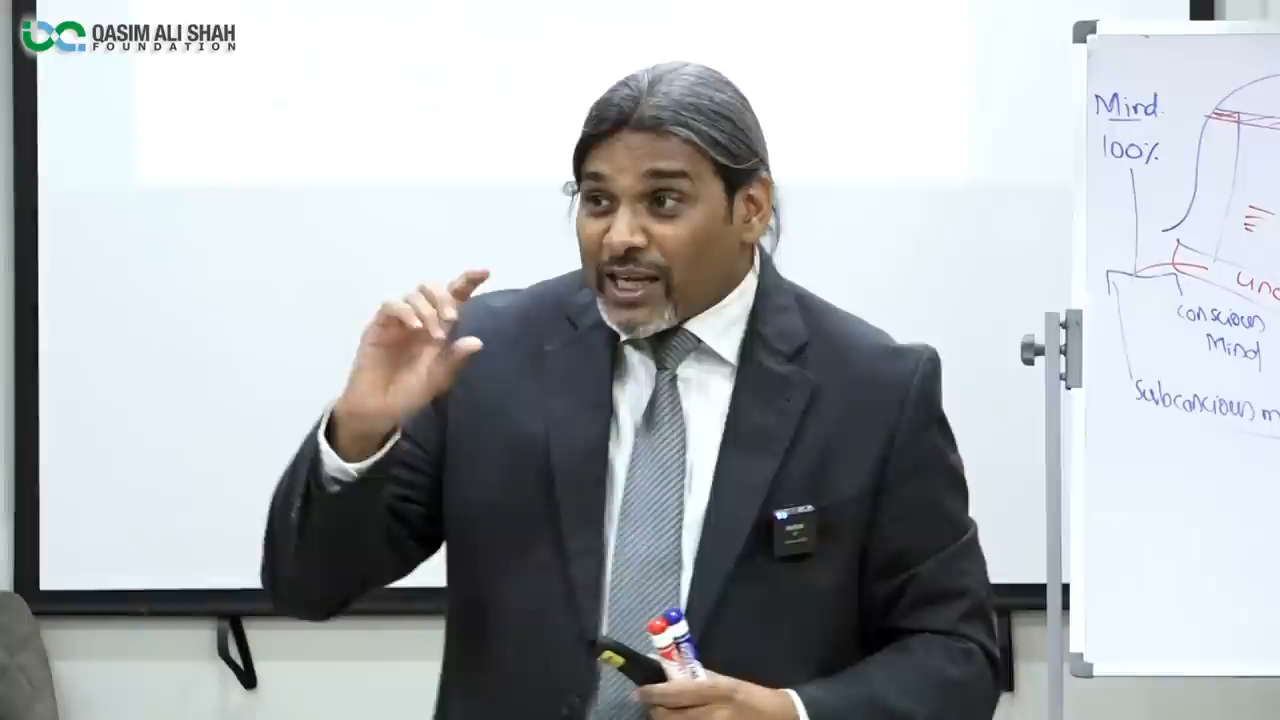 QASIM ALI SHAH
FOUNDATION
Mind
100%
conscious
Mind
Subconscious